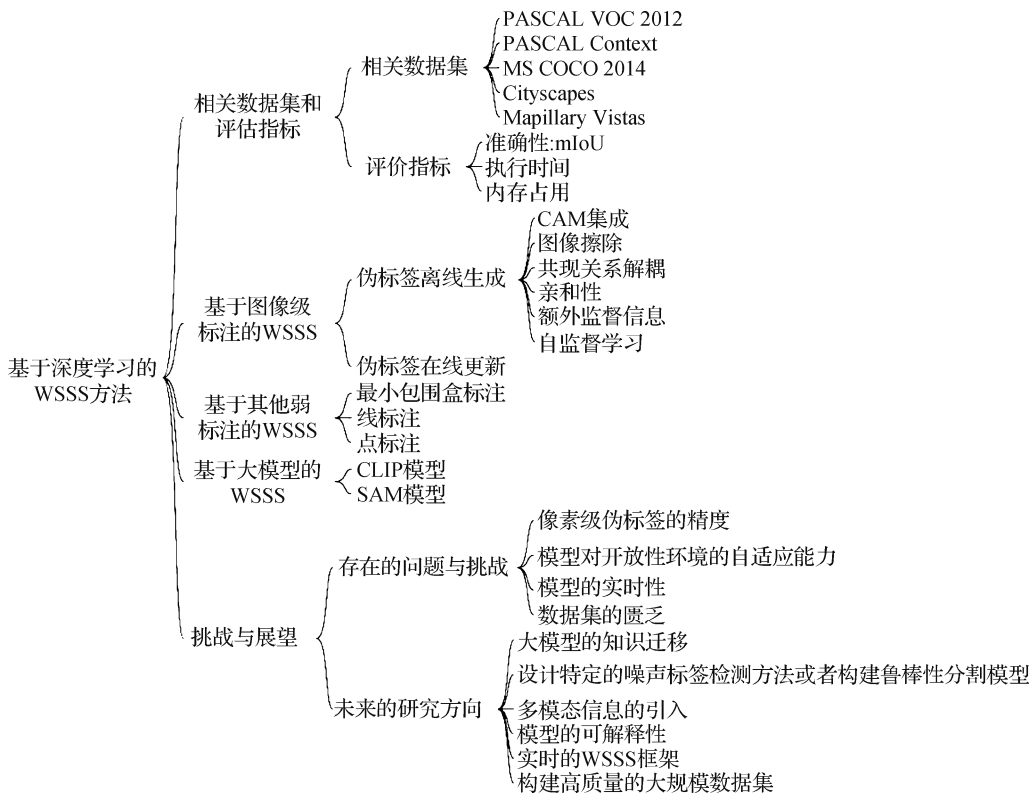 基于深度学习的
WSSS方法
相关数据集和
评估指标
相关数据集
PASCAL VOC 2012
PASCAL Context
MS COCO 2014
Cityscapes
Mapillary Vistas
评价指标
准确性:mIoU
执行时间
内存占用
基于图像级
标注的WSSS
伪标签离线生成
CAM集成
图像擦除
共现关系解耦
亲和性
额外监督信息
自监督学习
伪标签在线更新
基于其他弱
标注的WSSS
最小包围盒标注
线标注
点标注
基于大模型的
WSSS
CLIP模型
SAM模型
挑战与展望
存在的问题与挑战
像素级伪标签的精度
模型对开放性环境的自适应能力
模型的实时性
数据集的匮乏
未来的研究方向
大模型的知识迁移
设计特定的噪声标签检测方法或者构建鲁棒性分割模型
多模态信息的引入
模型的可解释性
实时的WSSS框架
构建高质量的大规模数据集